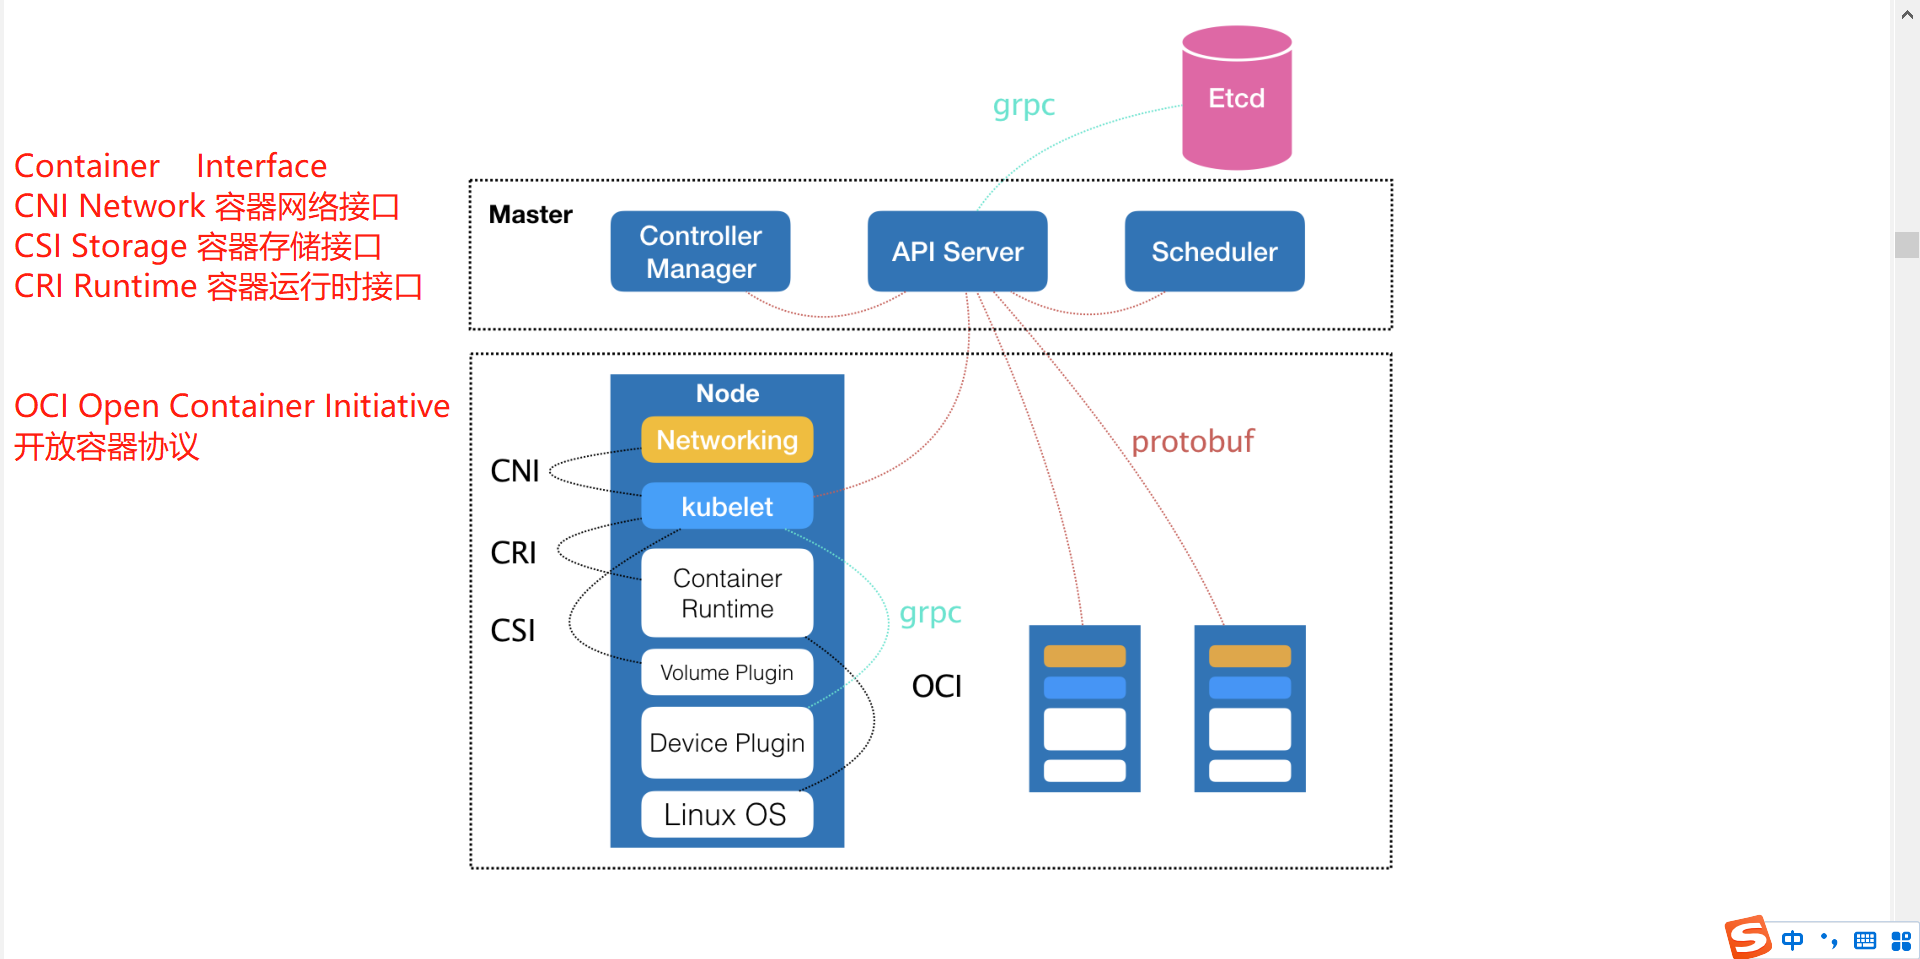 Container Interface
CNI Network 容器网络接口
CSI Storage 容器存储接口
CRI Runtime 容器运行时接口
OCI Open Container Initiative
开放容器协议
Etcd
grpc
Master
Controller
Manager
API Server
Scheduler
Node
Networking
CNI
kubelet
protobuf
CRI
Container
Runtime
CSI
grpc
Volume Plugin
OCI
Device Plugin
Linux OS
S
中